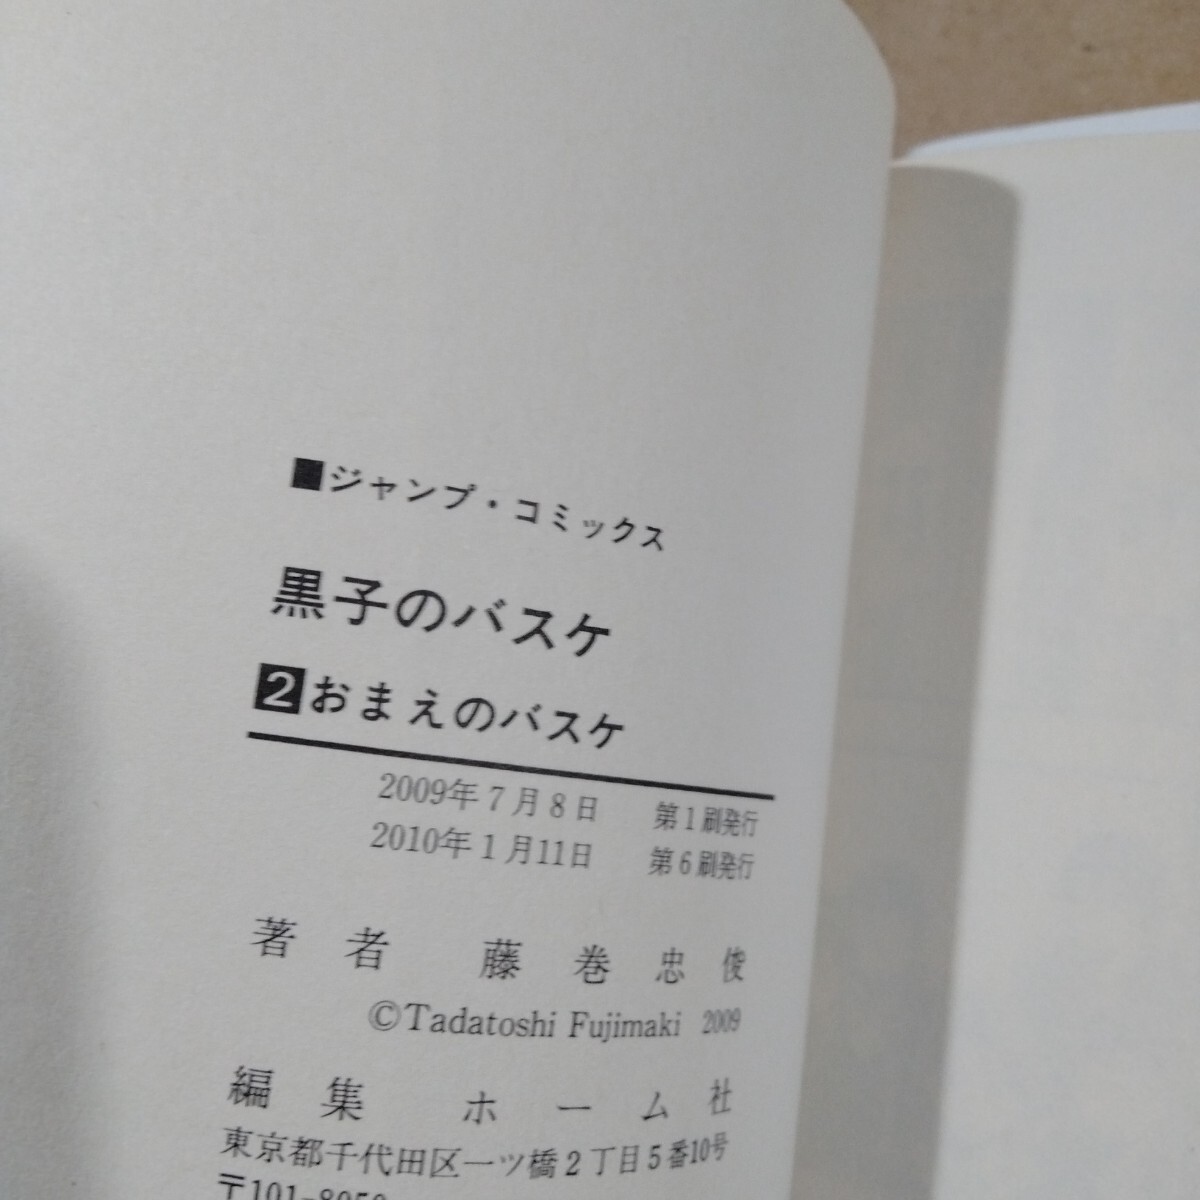 ■ジャンプ・コミックス
黒子のバスケ
2おまえのバスケ
2009年7月8日 第1刷発行
2010年1月11日 第6刷発行
著者 藤巻忠俊
©Tadatoshi Fujimaki 2009
編集 ホーム社
東京都千代田区一ツ橋2丁目5番10号
〒101-8050